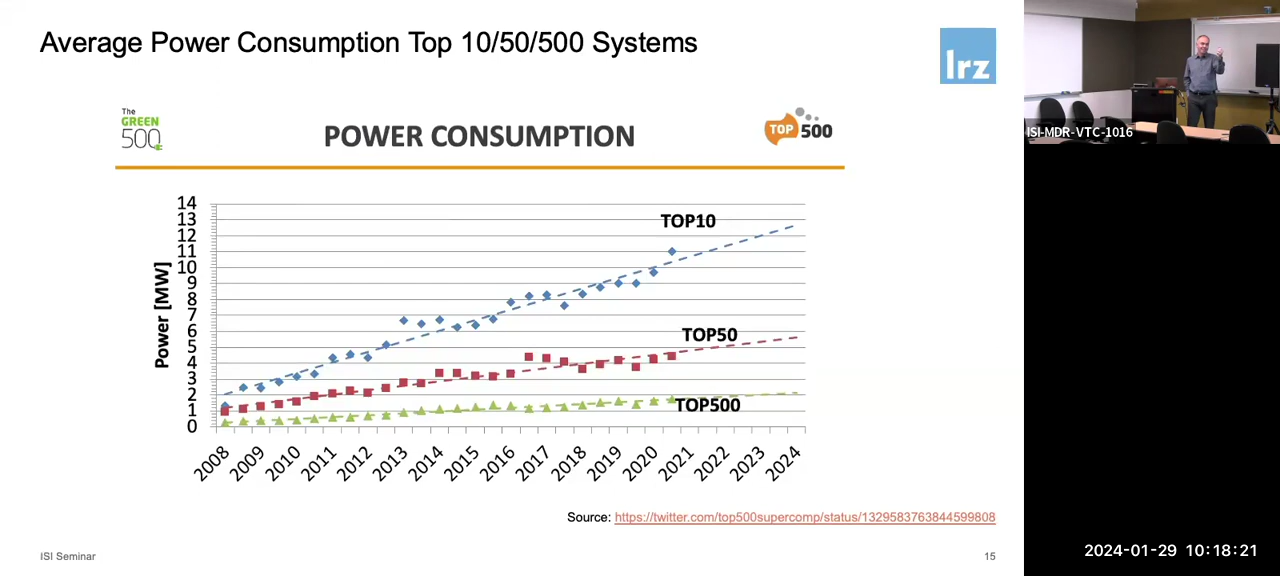 Average Power Consumption Top 10/50/500 Systems
lrz
The
GREEN
500
POWER CONSUMPTION
TOP 500
ISI-MDR-VTC-1016
Power [MW]
14
13
12
11
10
9
8
7
6
5
4
3
2
1
0
TOP10
TOP50
TOP500
2008
2009
2010
2011
2012
2013
2014
2015
2016
2017
2018
2019
2020
2021
2022
2023
2024
Source: https://twitter.com/top500supercomp/status/1329583763844599808
ISI Seminar
15
2024-01-29 10:18:21